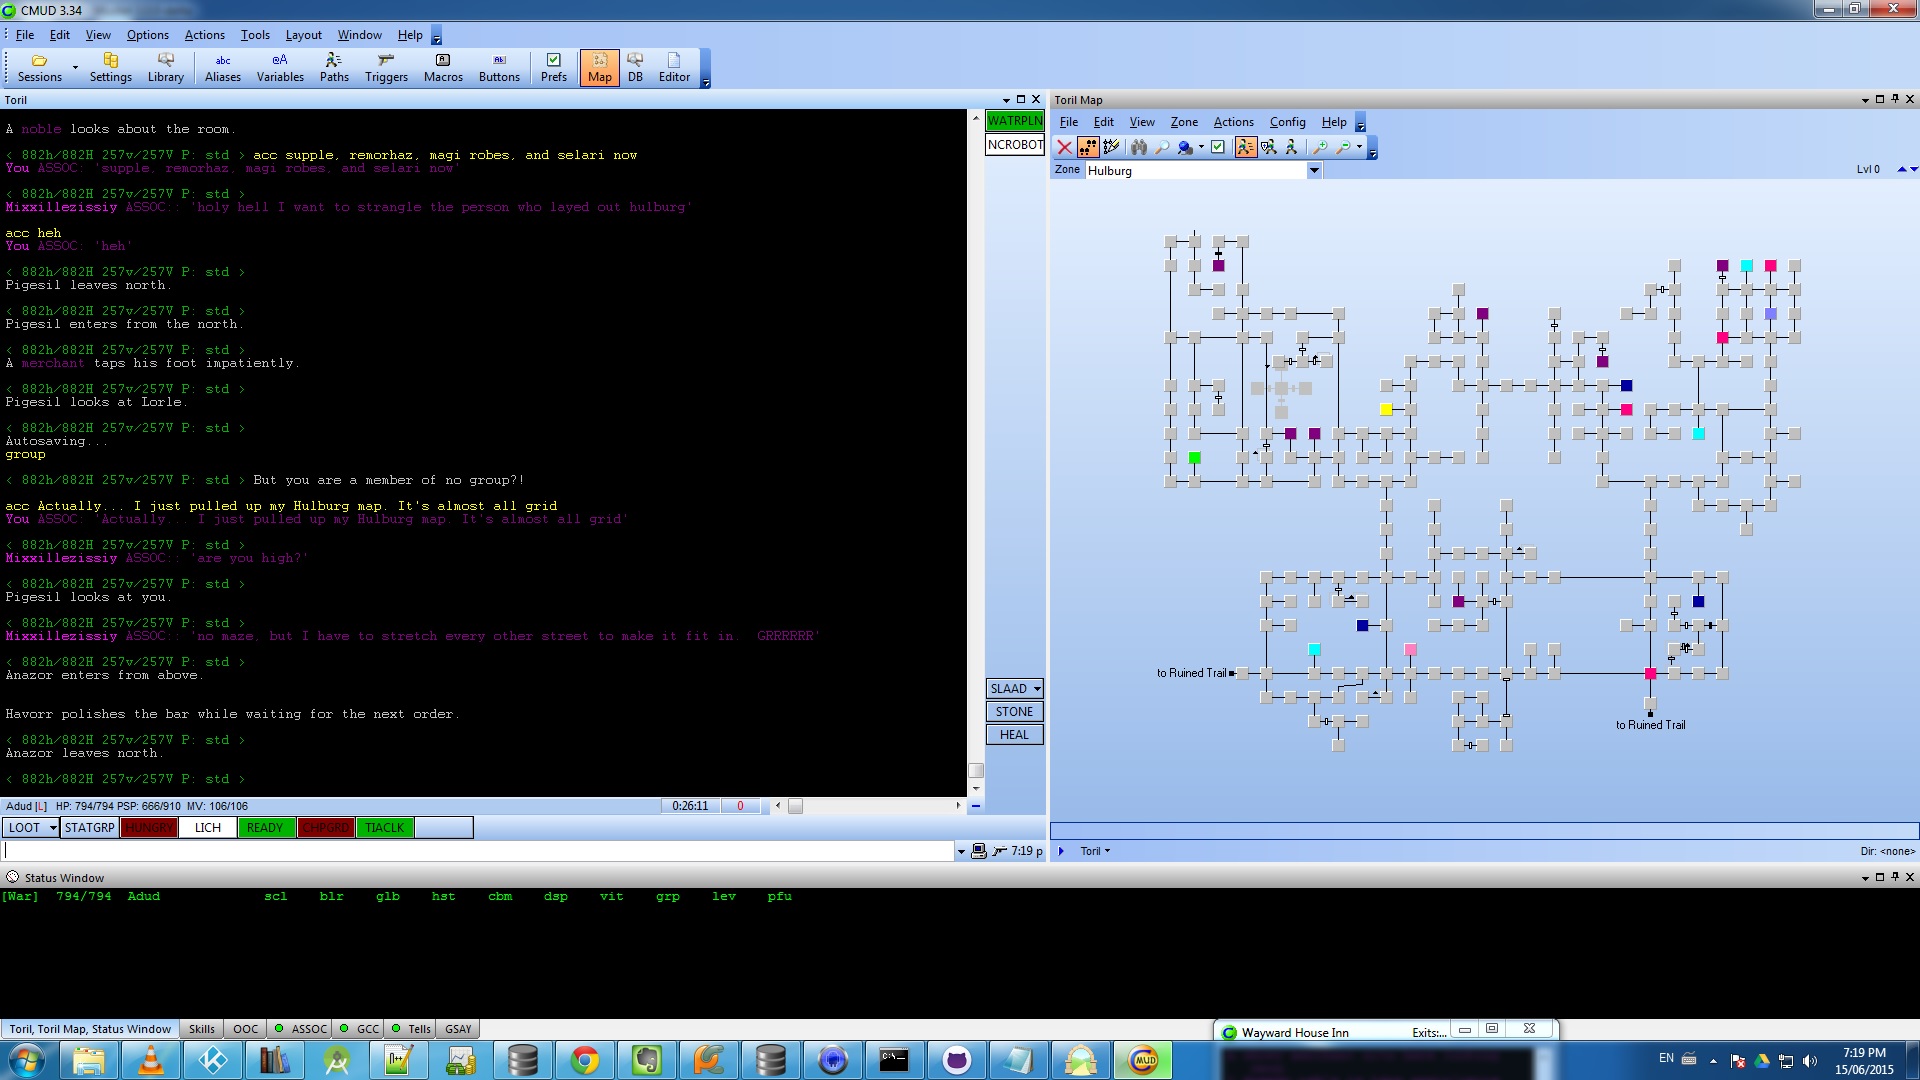 CMUD 3.34
File Edit View Options Actions Tools Layout Window Help
Sessions Settings Library Aliases Variables Paths Triggers Macros Buttons Prefs Map DB Editor
Toril
A noble looks about the room.
< 882h/882H 257v/257V P: std > acc supple, remorhaz, magi robes, and selari now
You ASSOC: 'supple, remorhaz, magi robes, and selari now'
< 882h/882H 257v/257V P: std >
Mixxillezissiy ASSOC:: 'holy hell I want to strangle the person who layed out hulburg'
acc heh
You ASSOC: 'heh'
< 882h/882H 257v/257V P: std >
Pigesil leaves north.
< 882h/882H 257v/257V P: std >
Pigesil enters from the north.
< 882h/882H 257v/257V P: std >
A merchant taps his foot impatiently.
< 882h/882H 257v/257V P: std >
Pigesil looks at Lorle.
< 882h/882H 257v/257V P: std >
Autosaving...
group
< 882h/882H 257v/257V P: std > But you are a member of no group?!
acc Actually... I just pulled up my Hulburg map. It's almost all grid
You ASSOC: 'Actually... I just pulled up my Hulburg map. It's almost all grid'
< 882h/882H 257v/257V P: std >
Mixxillezissiy ASSOC:: 'are you high?'
< 882h/882H 257v/257V P: std >
Pigesil looks at you.
< 882h/882H 257v/257V P: std >
Mixxillezissiy ASSOC:: 'no maze, but I have to stretch every other street to make it fit in.  GRRRRRR'
< 882h/882H 257v/257V P: std >
Anazor enters from above.
Havorr polishes the bar while waiting for the next order.
< 882h/882H 257v/257V P: std >
Anazor leaves north.
< 882h/882H 257v/257V P: std >
WATRPLN
NCROBOT
SLAAD
STONE
HEAL
Adud [L] HP: 794/794 PSP: 666/910 MV: 106/106
0:26:11 0
LOOT STATGRP HUNGRY LICH READY CHPGRD TIACLK
7:19 p
Toril Map
File Edit View Zone Actions Config Help
Zone Hulburg
Lvl 0
to Ruined Trail
to Ruined Trail
Toril
Dir: <none>
Status Window
[War] 794/794 Adud scl blr glb hst cbm dsp vit grp lev pfu
Toril, Toril Map, Status Window Skills OOC ASSOC GCC Tells GSAY
Wayward House Inn Exits:...
C:\_
MUD
EN
7:19 PM
15/06/2015